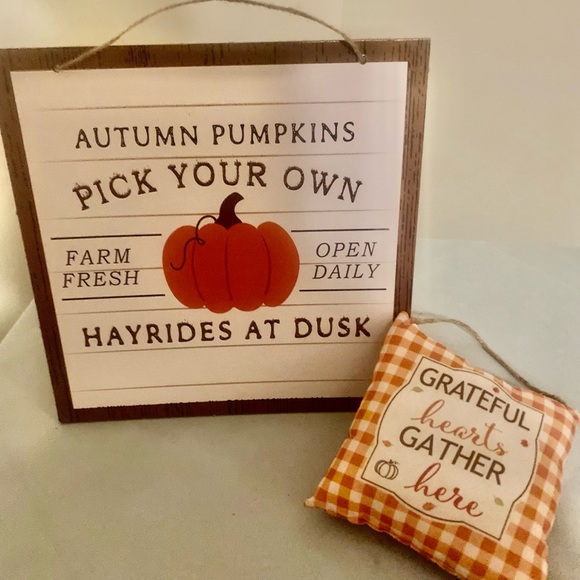 AUTUMN PUMPKINS
PICK YOUR OWN
FARM
FRESH
OPEN
DAILY
HAYRIDES AT DUSK
GRATEFUL
hearts
GATHER
here